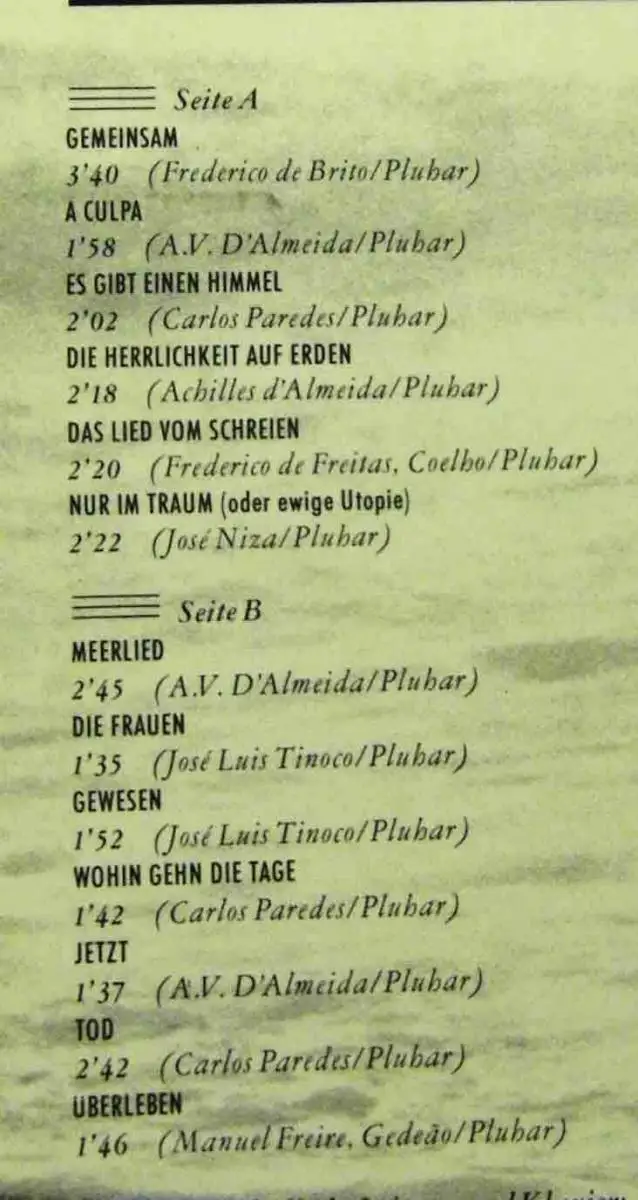 Seite A
GEMEINSAM
3'40 (Frederico de Brito/Pluhar)
A CULPA
1'58 (A.V. D'Almeida/Pluhar)
ES GIBT EINEN HIMMEL
2'02 (Carlos Paredes/Pluhar)
DIE HERRLICHKEIT AUF ERDEN
2'18 (Achilles d'Almeida/Pluhar)
DAS LIED VOM SCHREIEN
2'20 (Frederico de Freitas, Coelho/Pluhar)
NUR IM TRAUM (oder ewige Utopie)
2'22 (José Niza/Pluhar)
Seite B
MEERLIED
2'45 (A.V. D'Almeida/Pluhar)
DIE FRAUEN
1'35 (José Luis Tinoco/Pluhar)
GEWESEN
1'52 (José Luis Tinoco/Pluhar)
WOHIN GEHN DIE TAGE
1'42 (Carlos Paredes/Pluhar)
JETZT
1'37 (A.V. D'Almeida/Pluhar)
TOD
2'42 (Carlos Paredes/Pluhar)
ÜBERLEBEN
1'46 (Manuel Freire, Gedeão/Pluhar)